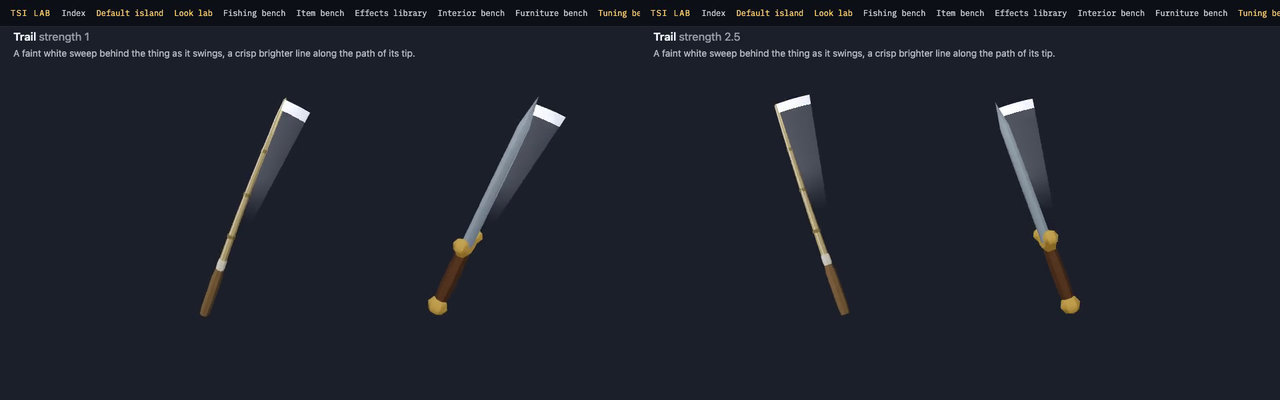 TSI LAB Index Default island Look lab Fishing bench Item bench Effects library Interior bench Furniture bench Tuning be
Trail strength 1
A faint white sweep behind the thing as it swings, a crisp brighter line along the path of its tip.
TSI LAB Index Default island Look lab Fishing bench Item bench Effects library Interior bench Furniture bench Tuning be
Trail strength 2.5
A faint white sweep behind the thing as it swings, a crisp brighter line along the path of its tip.